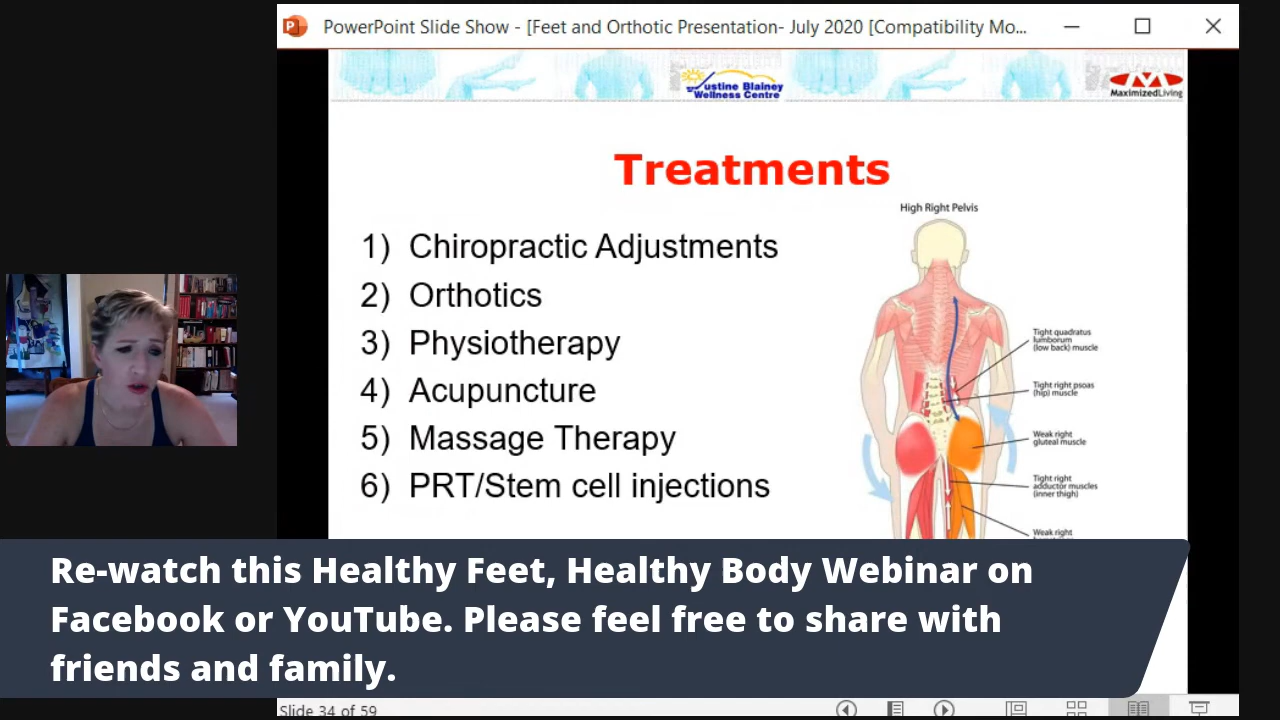 PowerPoint Slide Show - [Feet and Orthotic Presentation- July 2020 [Compatibility Mo...
ustine Blainey
Wellness Centre
MaximizedLiving
Treatments
High Right Pelvis
1) Chiropractic Adjustments
2) Orthotics
3) Physiotherapy
4) Acupuncture
5) Massage Therapy
6) PRT/Stem cell injections
Tight quadratus
lumborum
(low back) muscle
Tight right psoas
(hip) muscle
Weak right
gluteal muscle
Tight right
adductor muscles
(inner thigh)
Weak right
Re-watch this Healthy Feet, Healthy Body Webinar on
Facebook or YouTube. Please feel free to share with
friends and family.
Slide 34 of 59